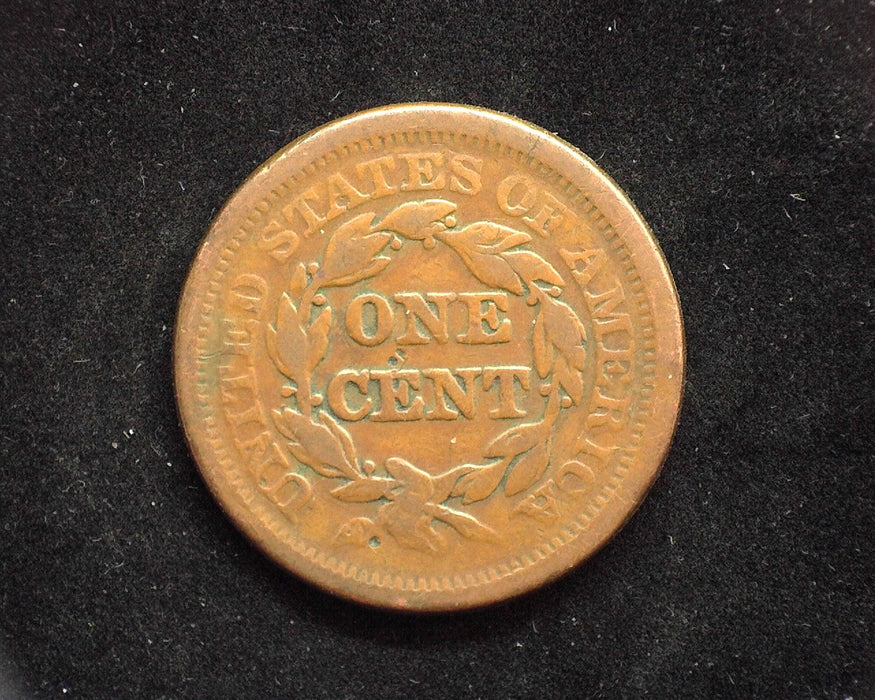 UNITED STATES OF AMERICA
ONE
CENT